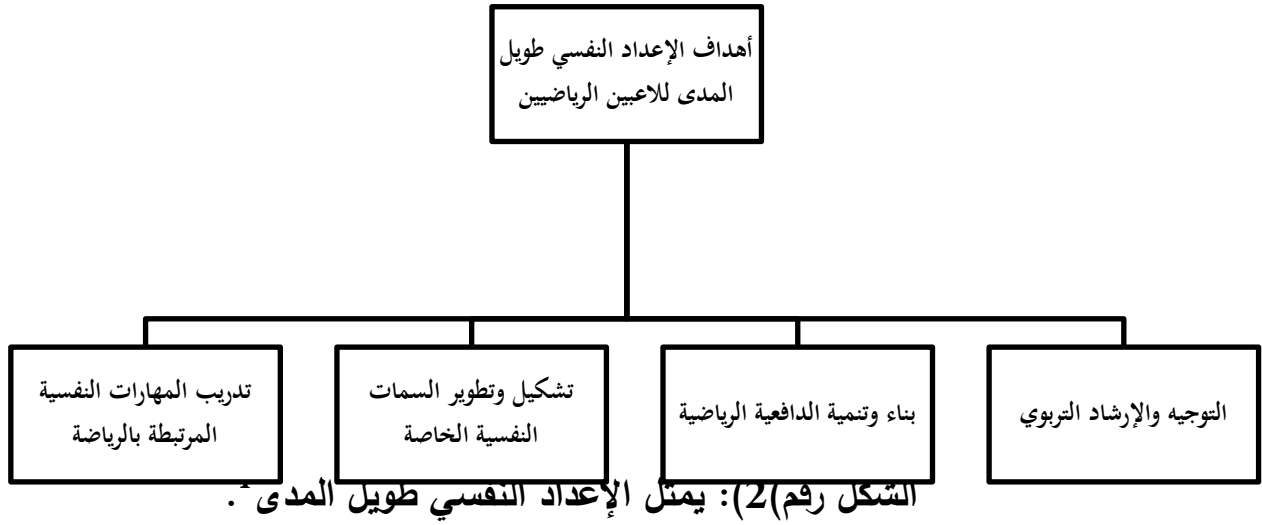 أهداف الإعداد النفسي طويل
المدى للاعبين الرياضيين
التوجيه والإرشاد التربوي
بناء وتنمية الدافعية الرياضية
تشكيل وتطوير السمات
النفسية الخاصة
تدريب المهارات النفسية
المرتبطة بالرياضة
الشكل رقم(2): يمثل الإعداد النفسي طويل المدى .